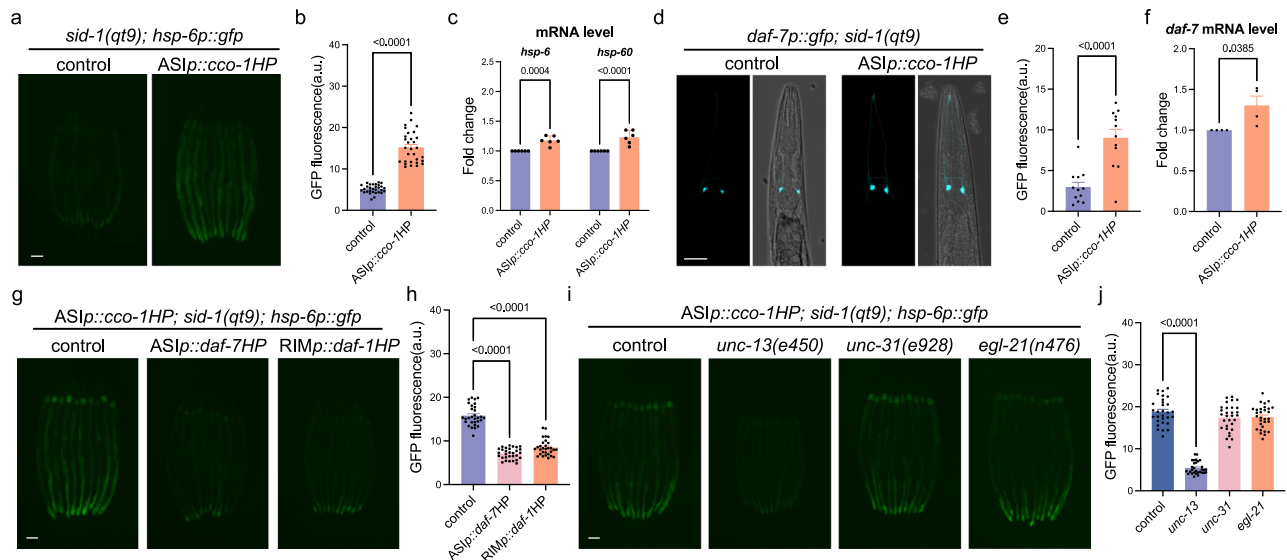 a
sid-1(qt9); hsp-6p::gfp
control
ASIp::cco-1HP
b
GFP fluorescence(a.u.)
40
30
20
10
0
<0.0001
control
ASIp::cco-1HP
c
mRNA level
hsp-6
hsp-60
0.0004
<0.0001
Fold change
2.0
1.5
1.0
0.5
0.0
control
ASIp::cco-1HP
control
ASIp::cco-1HP
d
daf-7p::gfp; sid-1(qt9)
control
ASIp::cco-1HP
e
GFP fluorescence(a.u.)
20
15
10
5
0
<0.0001
control
ASIp::cco-1HP
f
daf-7 mRNA level
0.0385
Fold change
2.0
1.5
1.0
0.5
0.0
control
ASIp::cco-1HP
g
ASIp::cco-1HP; sid-1(qt9); hsp-6p::gfp
control
ASIp::daf-7HP
RIMp::daf-1HP
h
GFP fluorescence(a.u.)
40
30
20
10
0
<0.0001
<0.0001
control
ASIp::daf-7HP
RIMp::daf-1HP
i
ASIp::cco-1HP; sid-1(qt9); hsp-6p::gfp
control
unc-13(e450)
unc-31(e928)
egl-21(n476)
j
GFP fluorescence(a.u.)
40
30
20
10
0
<0.0001
control
unc-13
unc-31
egl-21